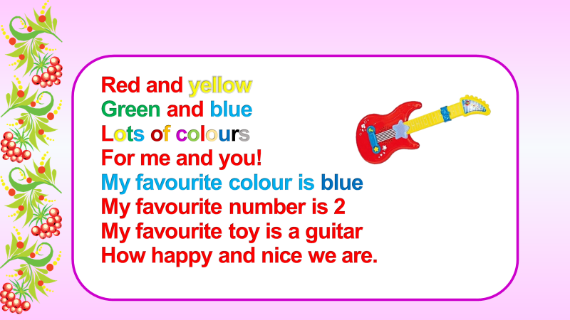 Red and yellow
Green and blue
Lots of colours
For me and you!
My favourite colour is blue
My favourite number is 2
My favourite toy is a guitar
How happy and nice we are.